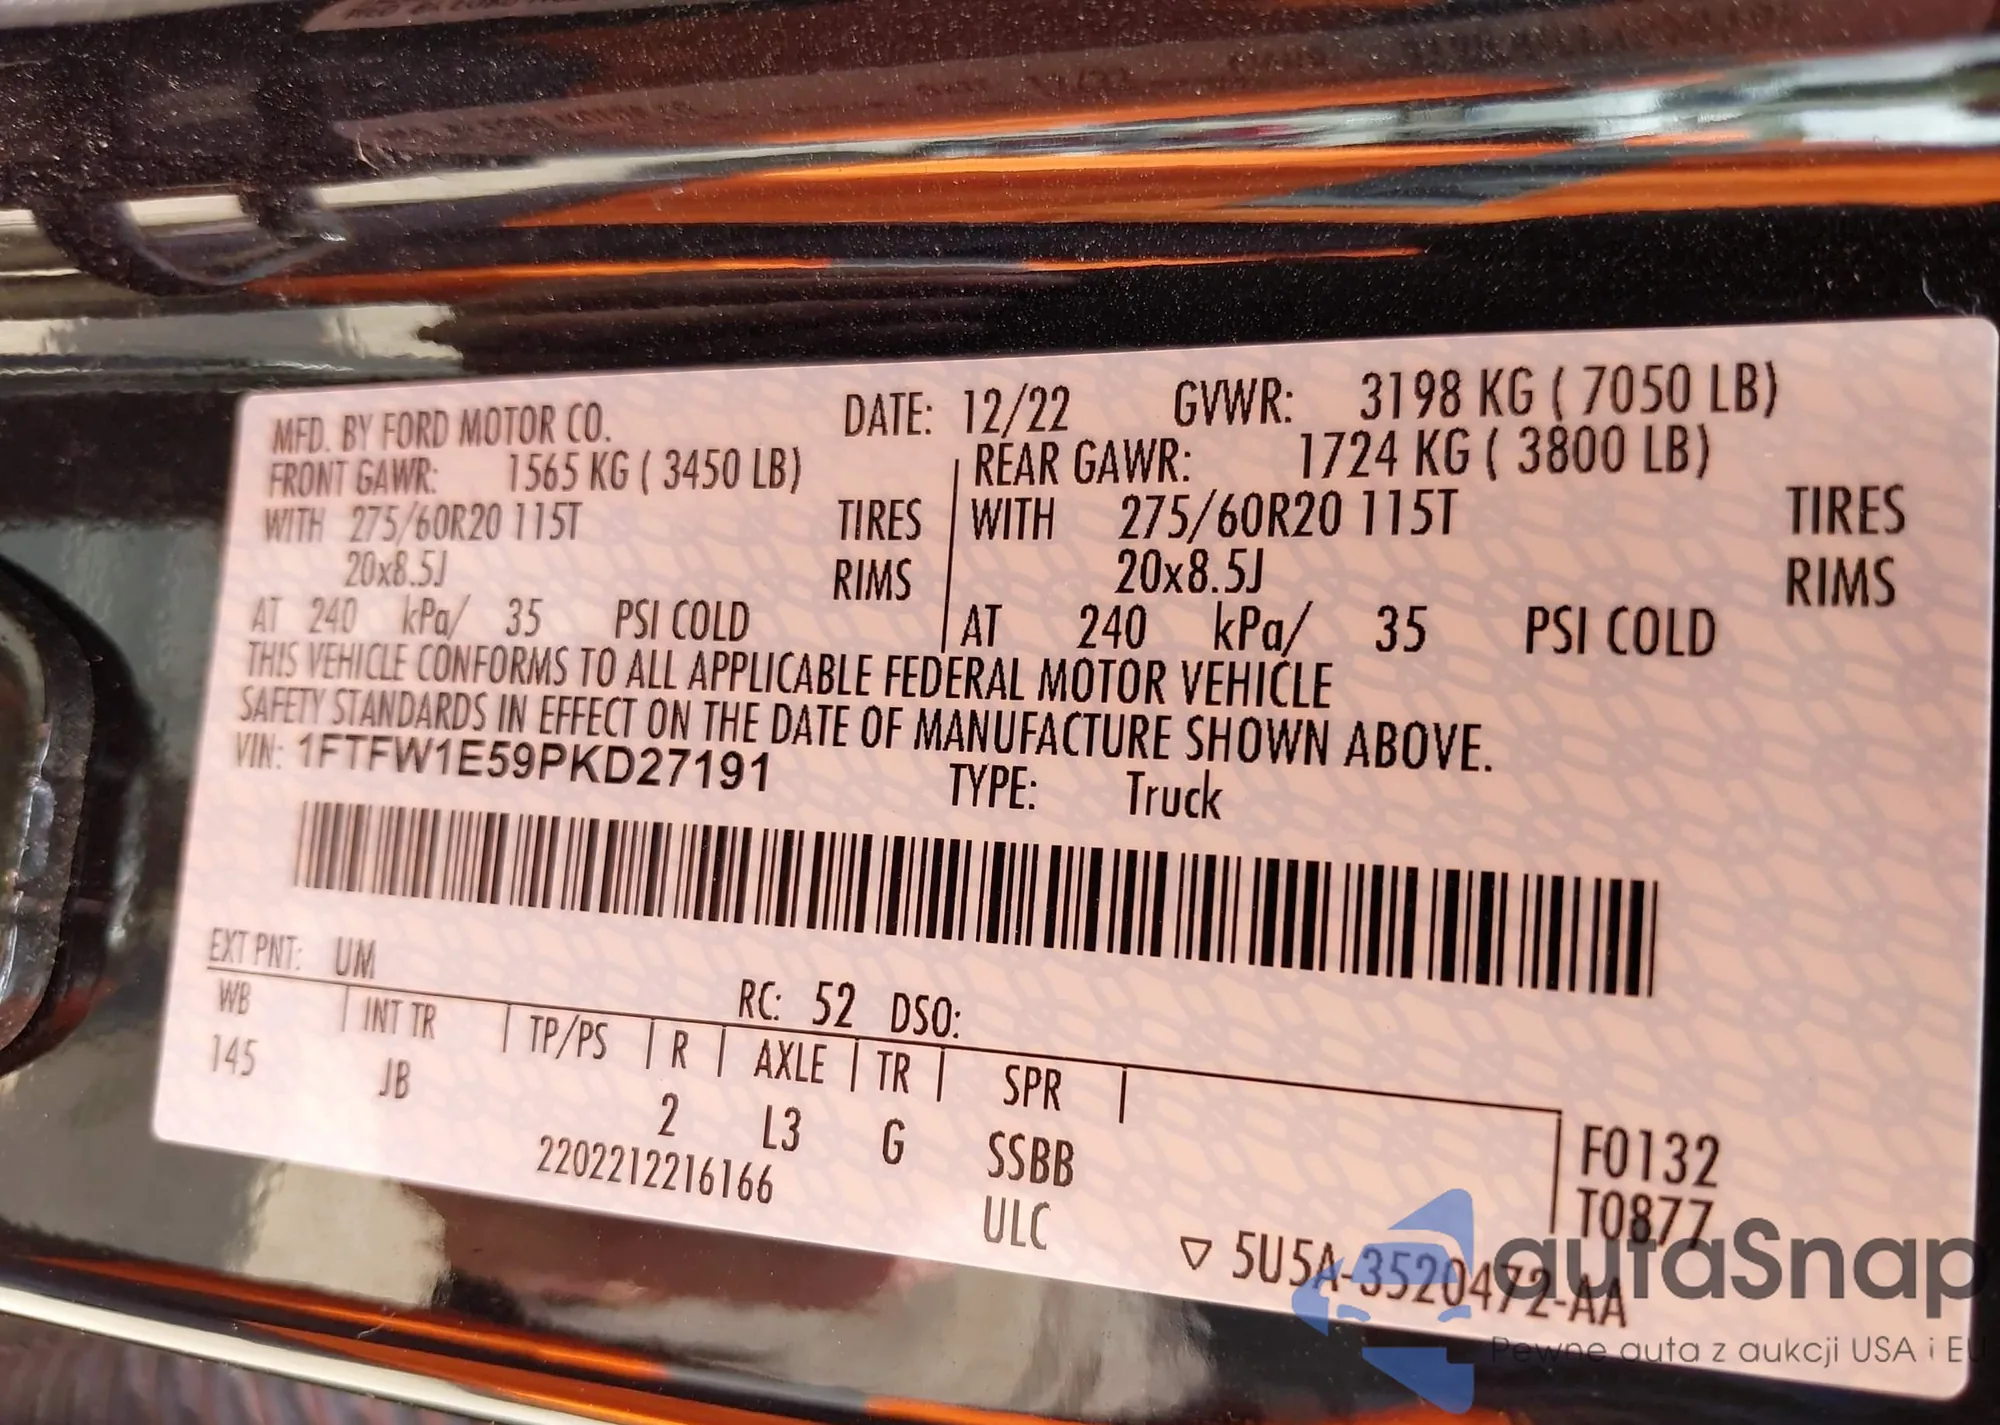 MFD. BY FORD MOTOR CO. DATE: 12/22 GVWR: 3198 KG ( 7050 LB)
FRONT GAWR: 1565 KG ( 3450 LB) REAR GAWR: 1724 KG ( 3800 LB)
WITH 275/60R20 115T TIRES WITH 275/60R20 115T TIRES
20x8.5J RIMS 20x8.5J RIMS
AT 240 kPa/ 35 PSI COLD AT 240 kPa/ 35 PSI COLD
THIS VEHICLE CONFORMS TO ALL APPLICABLE FEDERAL MOTOR VEHICLE
SAFETY STANDARDS IN EFFECT ON THE DATE OF MANUFACTURE SHOWN ABOVE.
VIN: 1FTFW1E59PKD27191 TYPE: Truck
EXT PNT: UM RC: 52 DSO:
WB INT TR TP/PS R AXLE TR SPR
145 JB 2 L3 G SSBB F0132
2202212216166 ULC T0877
▽ 5U5A-3520472-AA
autaSnap
Pewne auta z aukcji USA i EU